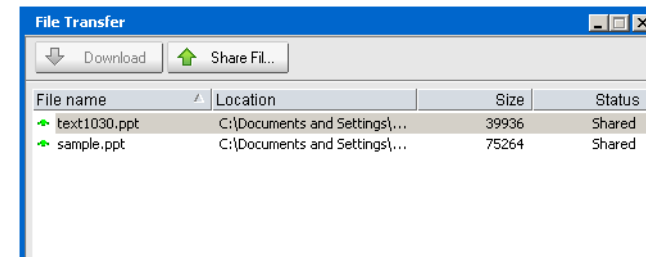 File Transfer
Download Share Fil...
File name Location Size Status
text1030.ppt C:\Documents and Settings\... 39936 Shared
sample.ppt C:\Documents and Settings\... 75264 Shared